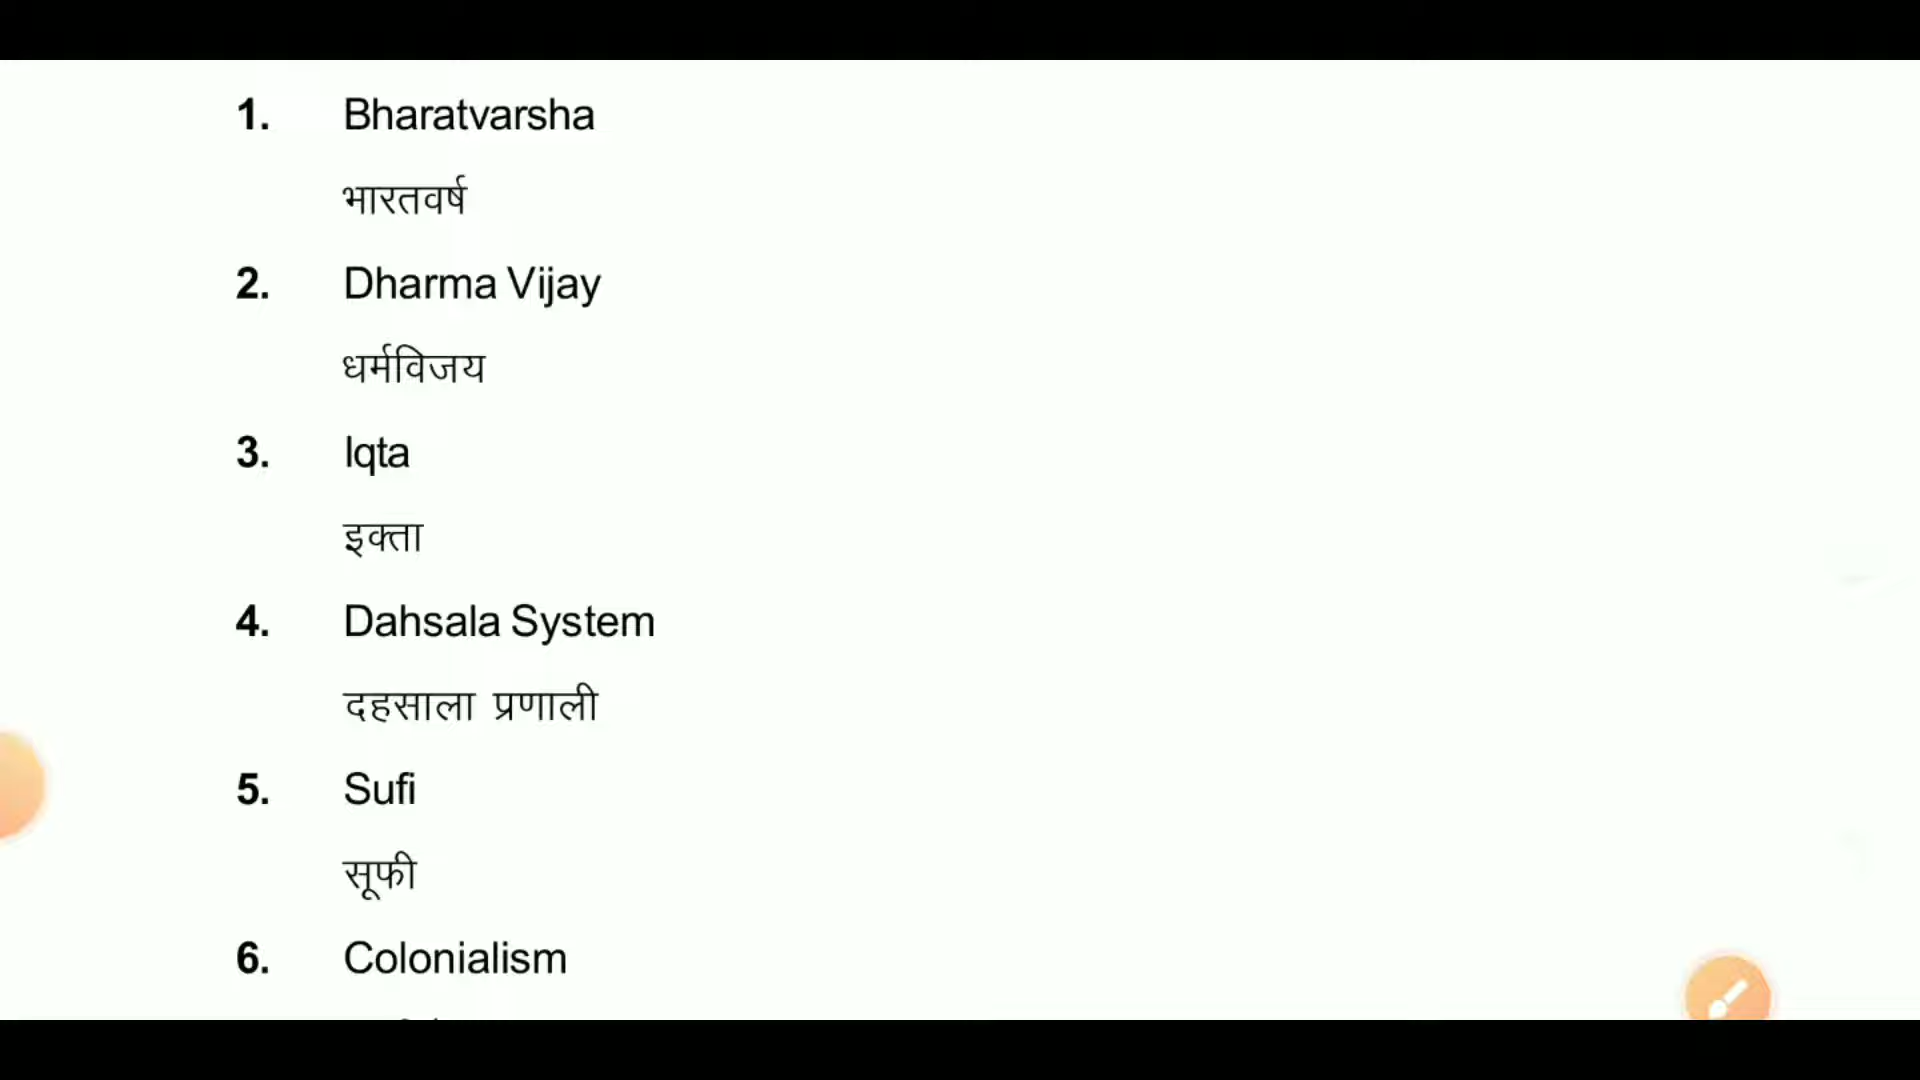 1. Bharatvarsha
भारतवर्ष
2. Dharma Vijay
धर्मविजय
3. Iqta
इक्ता
4. Dahsala System
दहसाला प्रणाली
5. Sufi
सूफी
6. Colonialism